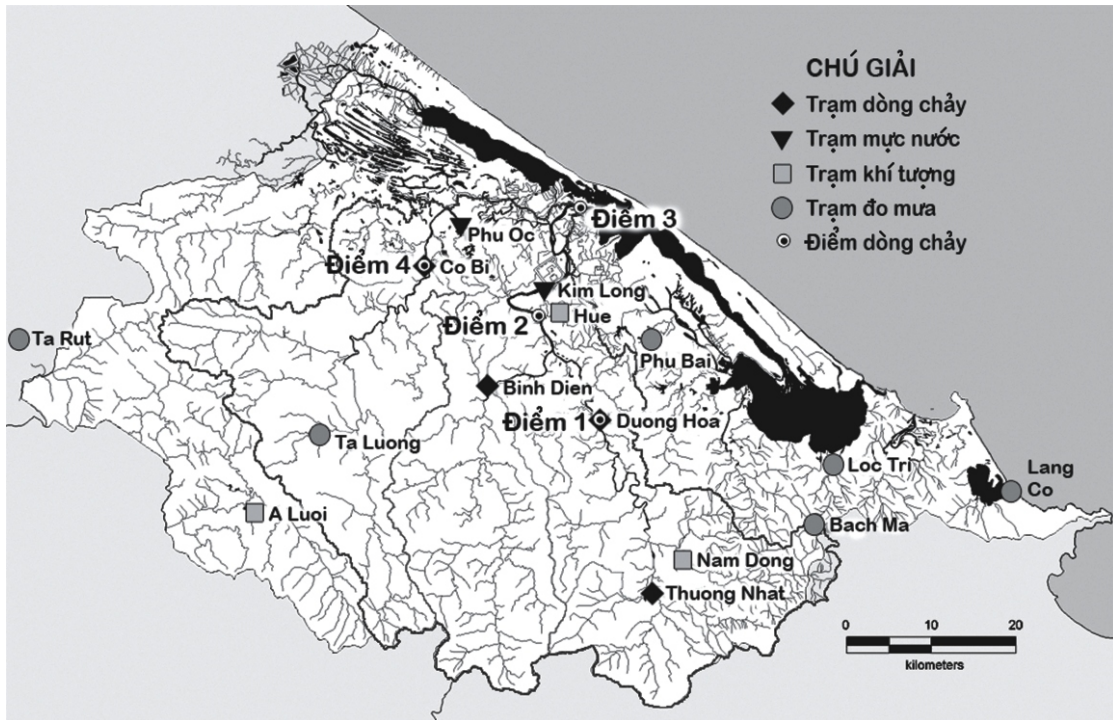 CHÚ GIẢI
Trạm dòng chảy
Trạm mực nước
Trạm khí tượng
Trạm đo mưa
Điểm dòng chảy
Điểm 3
Phu Oc
Điểm 4
Co Bi
Kim Long
Hue
Điểm 2
Ta Rut
Phu Bai
Binh Dien
Điểm 1
Duong Hoa
Ta Luong
Loc Tri
Lang
Co
A Luoi
Bach Ma
Nam Dong
Thuong Nhat
0 10 20
kilometers